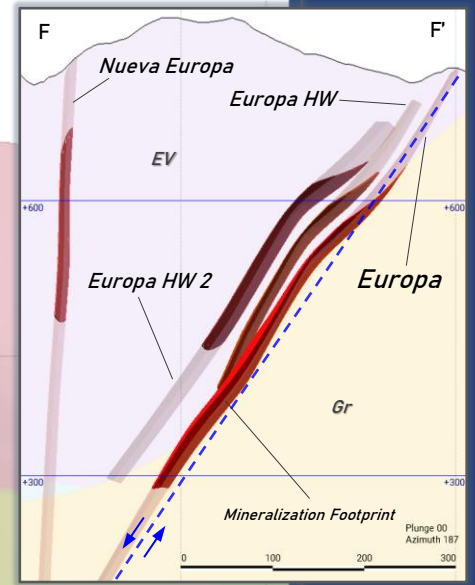 F
F'
Nueva Europa
Europa HW
EV
+600
+600
Europa HW 2
Europa
Gr
+300
+300
Mineralization Footprint
Plunge 00
Azimuth 187
0
100
200
300